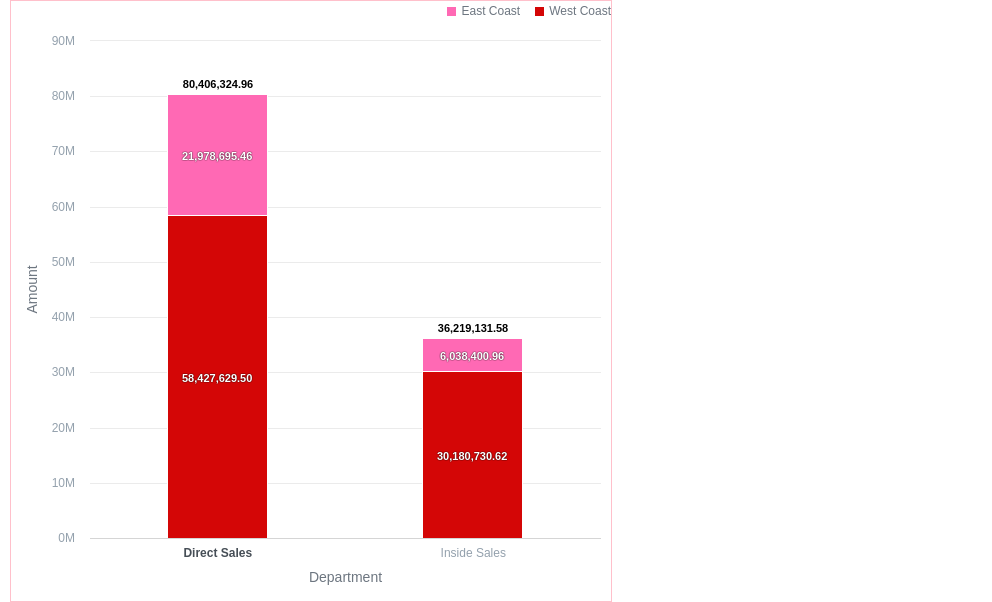 East Coast West Coast
90M
80M
70M
60M
50M
40M
30M
20M
10M
0M
Amount
80,406,324.96
21,978,695.46
58,427,629.50
36,219,131.58
6,038,400.96
30,180,730.62
Direct Sales Inside Sales
Department